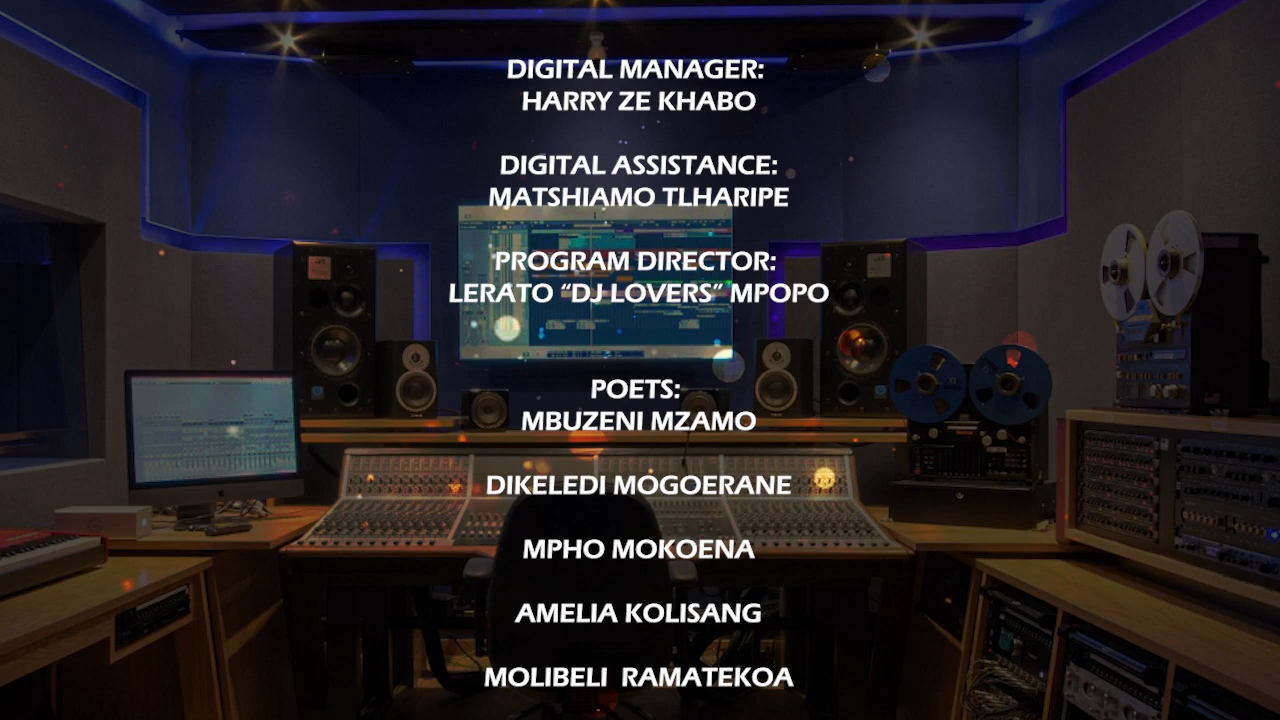 DIGITAL MANAGER:
HARRY ZE KHABO
DIGITAL ASSISTANCE:
MATSHIAMO TLHARIPE
PROGRAM DIRECTOR:
LERATO “DJ LOVERS” MPOPO
POETS:
MBUZENI MZAMO
DIKELEDI MOGOERANE
MPHO MOKOENA
AMELIA KOLISANG
MOLIBELI RAMATEKOA